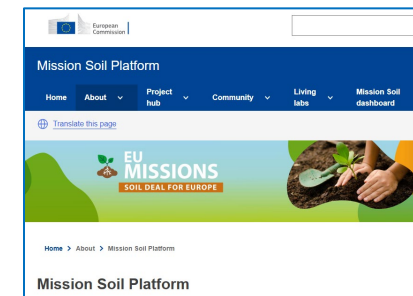 European
Commission
Mission Soil Platform
Home About Project hub Community Living labs Mission Soil dashboard
Translate this page
EU
MISSIONS
SOIL DEAL FOR EUROPE
Home > About > Mission Soil Platform
Mission Soil Platform